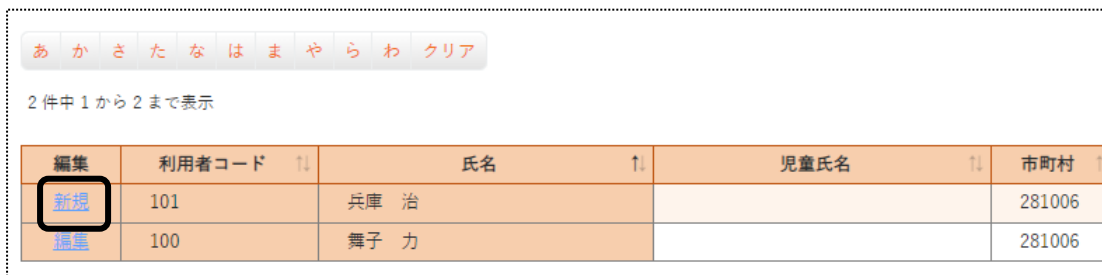 あ か さ た な は ま や ら わ クリア
2 件中 1 から 2 まで表示
編集 利用者コード 氏名 児童氏名 市町村
新規 101 兵庫 治 281006
編集 100 舞子 力 281006